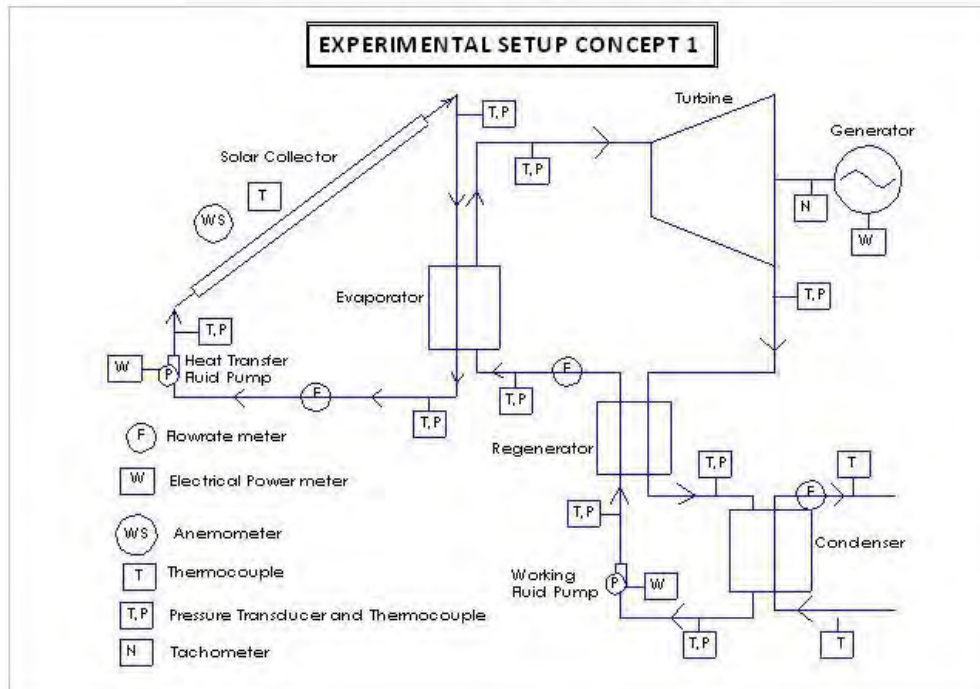 EXPERIMENTAL SETUP CONCEPT 1
Turbine
T,P
Generator
T,P
Solar Collector
T
N
WS
W
Evaporator
T,P
T,P
Heat Transfer
Fluid Pump
W
P
F
F
T,P
T,P
Regenerator
F
Flowrate meter
T,P
T
F
W
Electrical Power meter
T,P
Condenser
WS
Anemometer
Working
Fluid Pump
P
W
T
Thermocouple
T,P
Pressure Transducer and Thermocouple
T,P
T
N
Tachometer